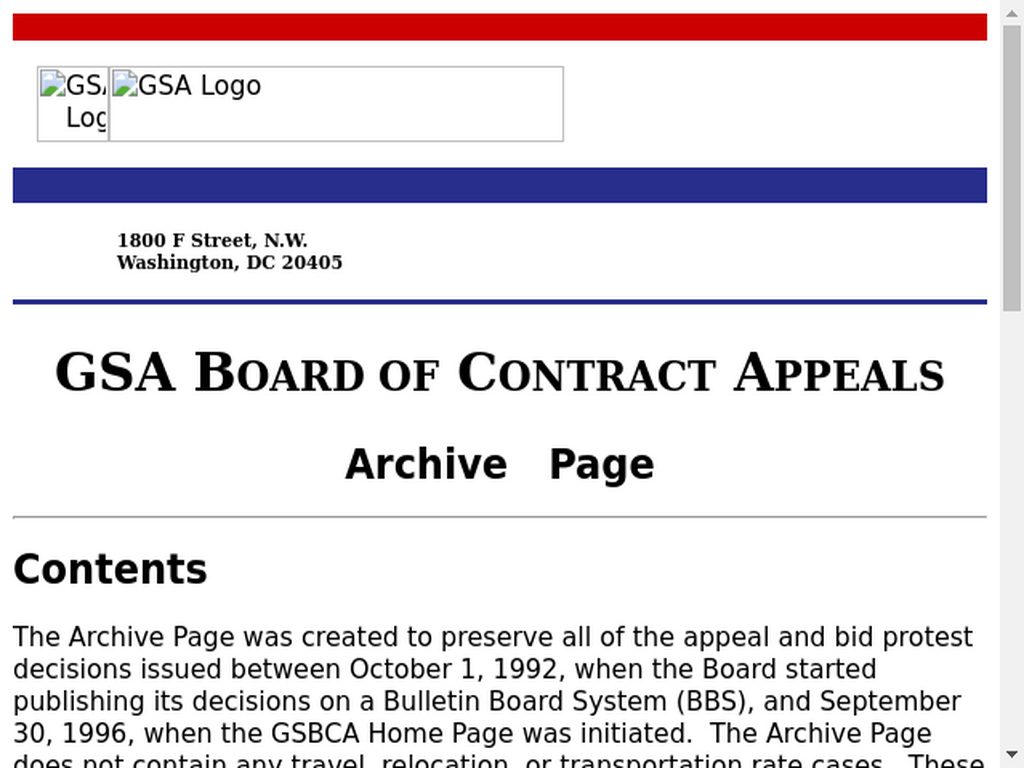 GSA Logo
GSA Logo
1800 F Street, N.W.
Washington, DC 20405
GSA BOARD OF CONTRACT APPEALS
Archive Page
Contents
The Archive Page was created to preserve all of the appeal and bid protest
decisions issued between October 1, 1992, when the Board started
publishing its decisions on a Bulletin Board System (BBS), and September
30, 1996, when the GSBCA Home Page was initiated. The Archive Page
does not contain any travel, relocation, or transportation rate cases. These